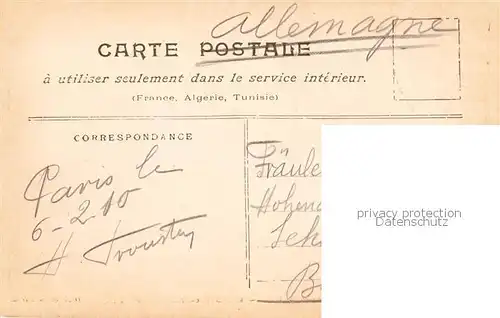 Allemagne
CARTE POSTALE
à utiliser seulement dans le service intérieur.
(France, Algérie, Tunisie)
CORRESPONDANCE
Paris le
6-2-10
H.
Fräule
Hohen
B
privacy protection
Datenschutz